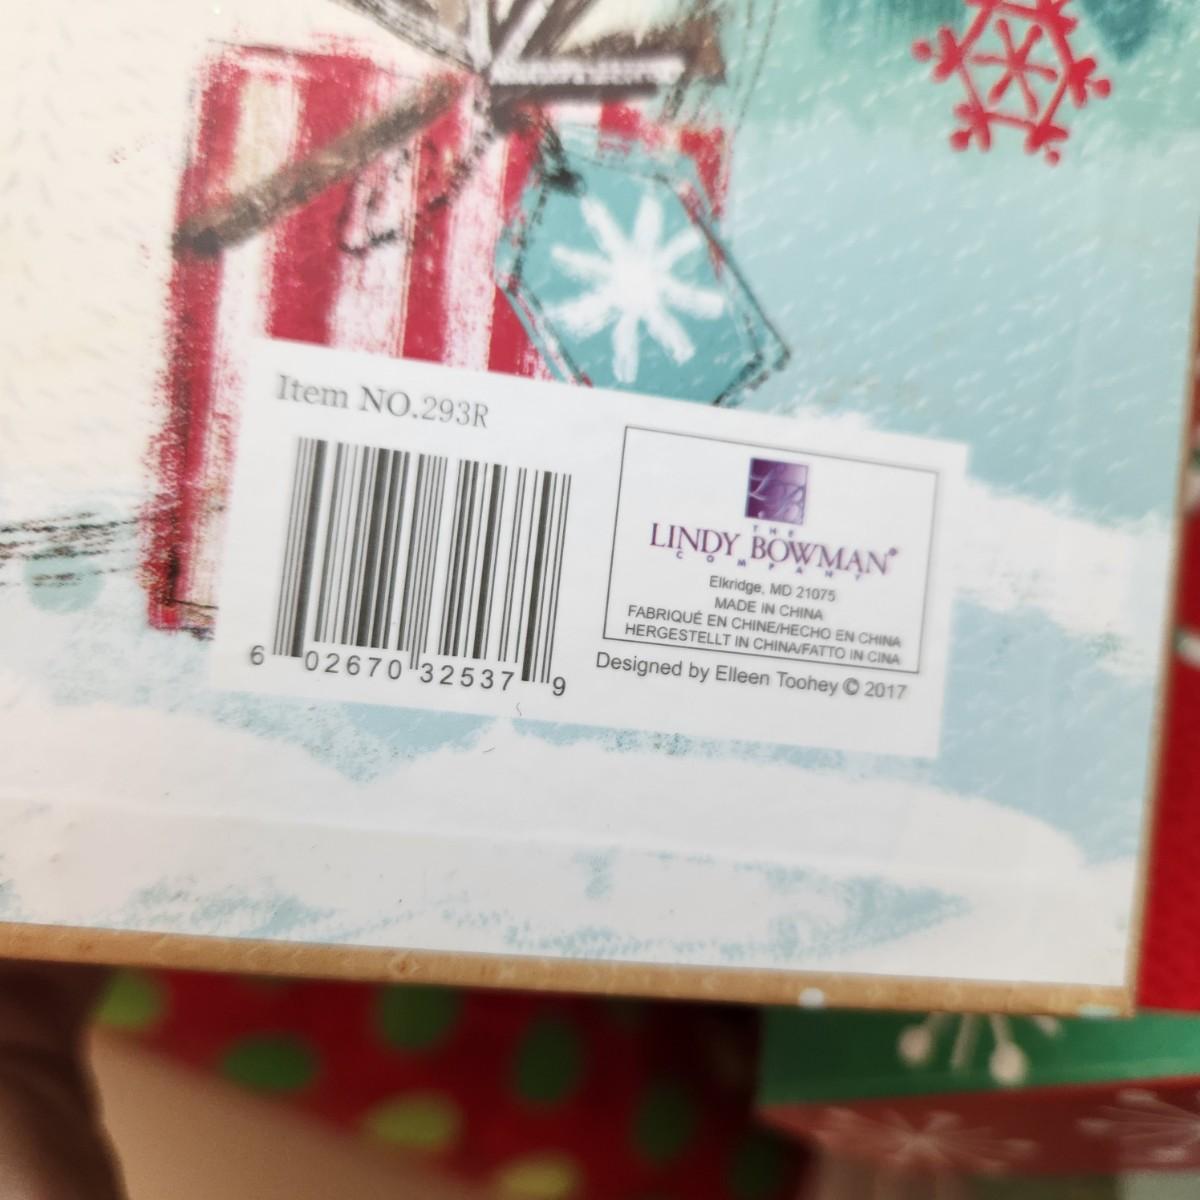 Item NO.293R
6 02670 32537 9
LB
THE
LINDY BOWMAN®
COMPANY
Elkridge, MD 21075
MADE IN CHINA
FABRIQUÉ EN CHINE/HECHO EN CHINA
HERGESTELLT IN CHINA/FATTO IN CINA
Designed by Elleen Toohey © 2017